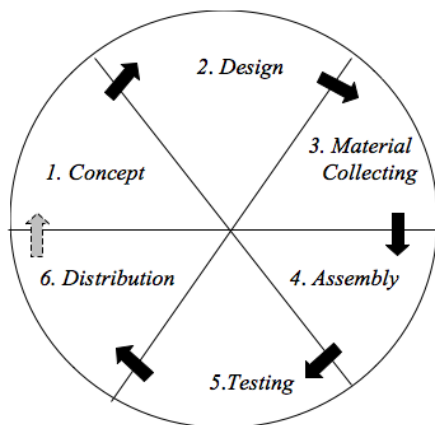 2. Design
3. Material
Collecting
1. Concept
6. Distribution
4. Assembly
5.Testing